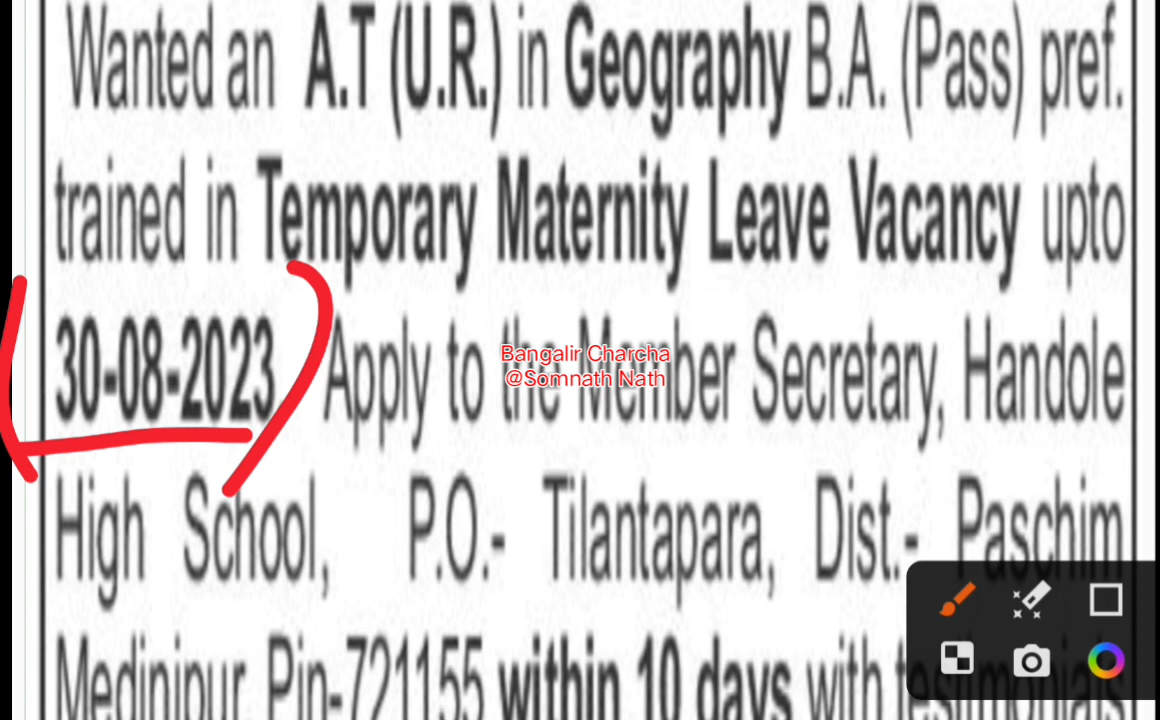 Wanted an A.T (U.R.) in Geography B.A. (Pass) pref.
trained in Temporary Maternity Leave Vacancy upto
30-08-2023 Apply to the Member Secretary, Handole
Bangalir Charcha
@Somnath Nath
High School, P.O.- Tilantapara, Dist.- Paschim
Medinipur, Pin-721155 within 10 days with testimonials